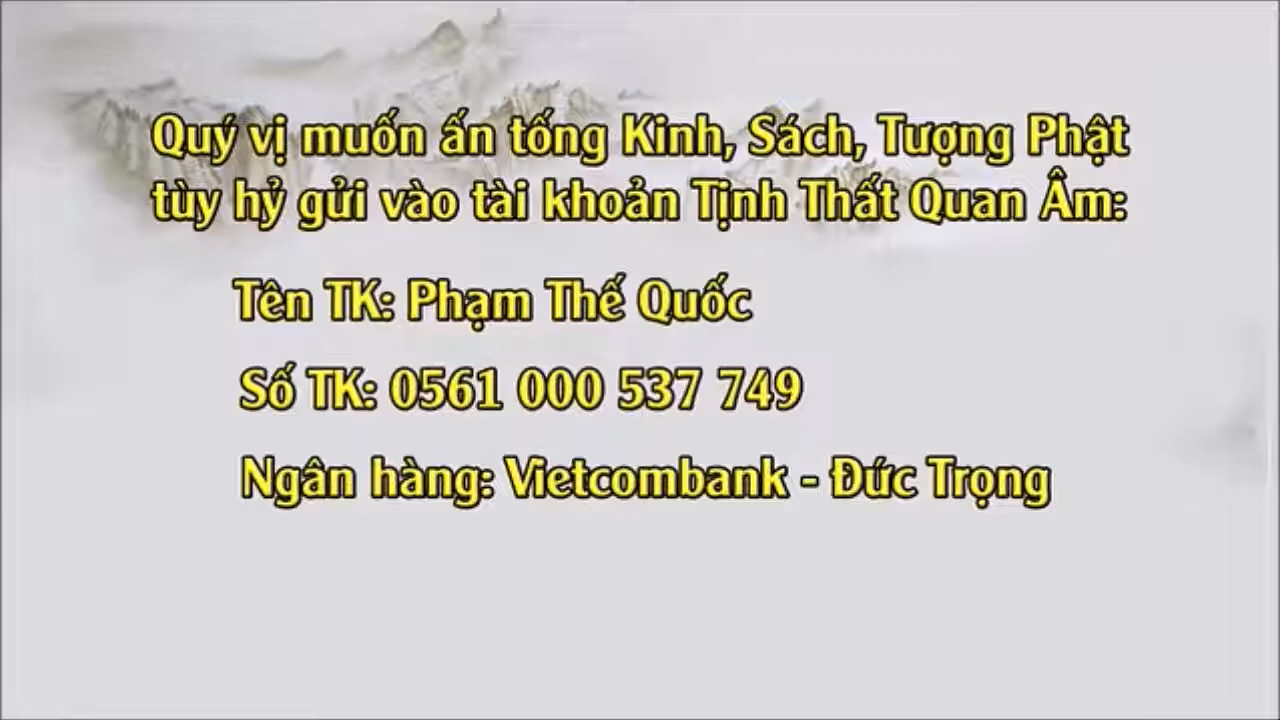 Quý vị muốn ấn tống Kinh, Sách, Tượng Phật
tùy hỷ gửi vào tài khoản Tịnh Thất Quan Âm:
Tên TK: Phạm Thế Quốc
Số TK: 0561 000 537 749
Ngân hàng: Vietcombank - Đức Trọng